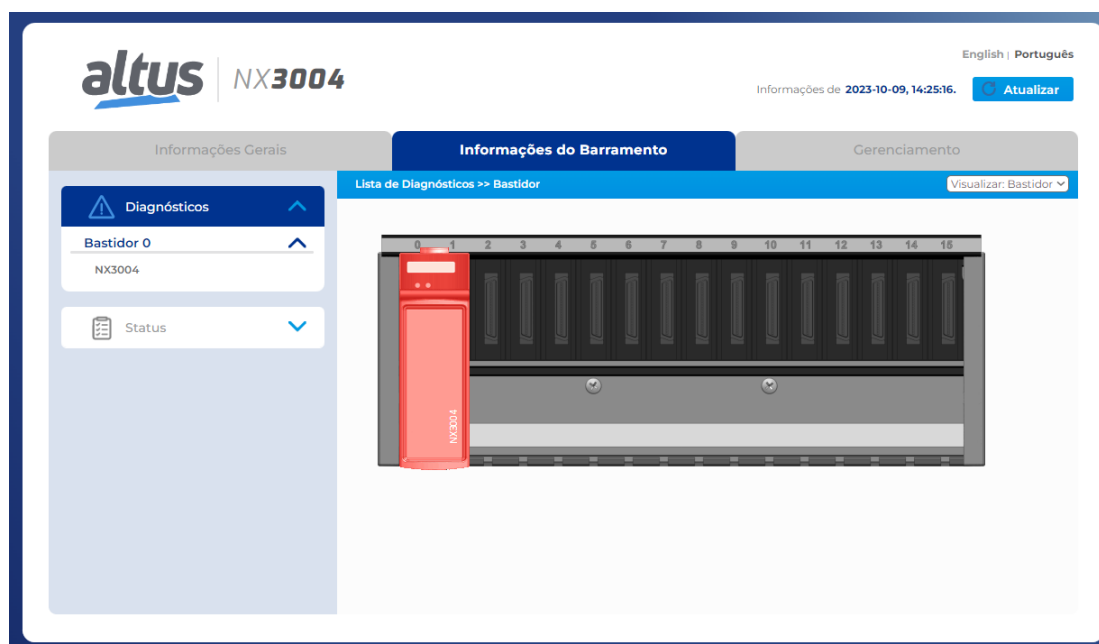 English | Português
altus NX3004
Informações de 2023-10-09, 14:25:16. Atualizar
Informações Gerais Informações do Barramento Gerenciamento
Lista de Diagnósticos >> Bastidor Visualizar: Bastidor
Diagnósticos
Bastidor 0
NX3004
Status
0 1 2 3 4 5 6 7 8 9 10 11 12 13 14 15
NX3004